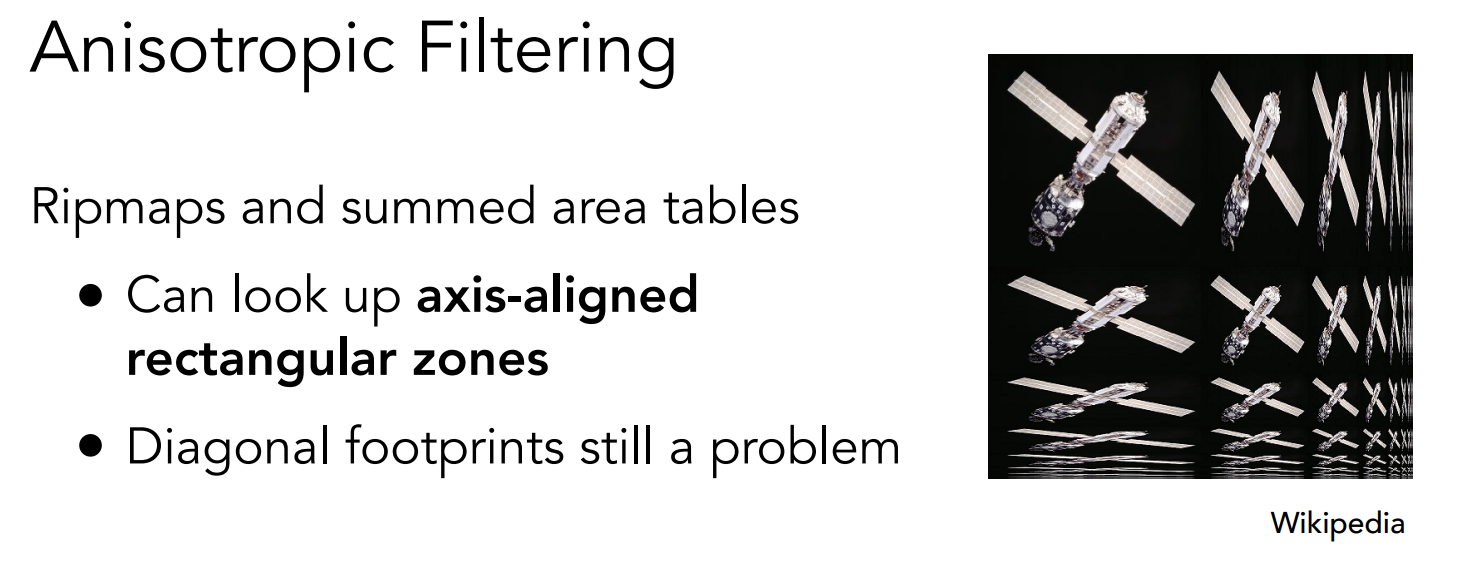 Anisotropic Filtering
Ripmaps and summed area tables
• Can look up axis-aligned
rectangular zones
• Diagonal footprints still a problem
Wikipedia